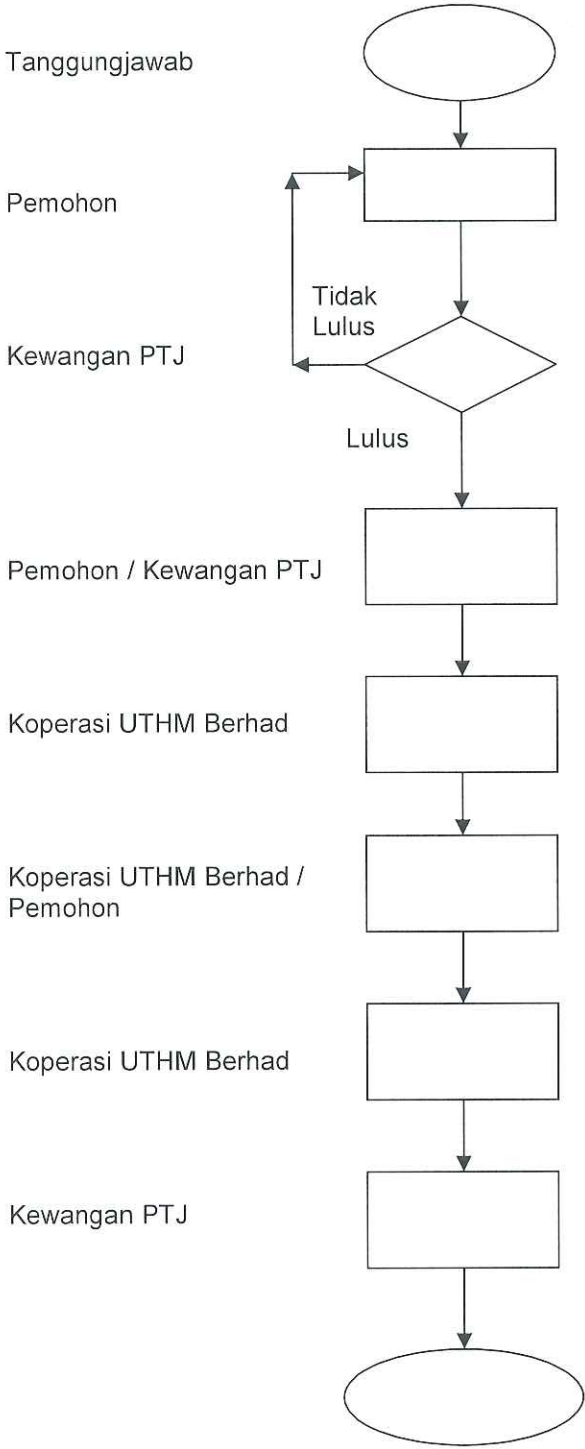 Tanggungjawab
Pemohon
Tidak
Lulus
Kewangan PTJ
Lulus
Pemohon / Kewangan PTJ
Koperasi UTHM Berhad
Koperasi UTHM Berhad /
Pemohon
Koperasi UTHM Berhad
Kewangan PTJ